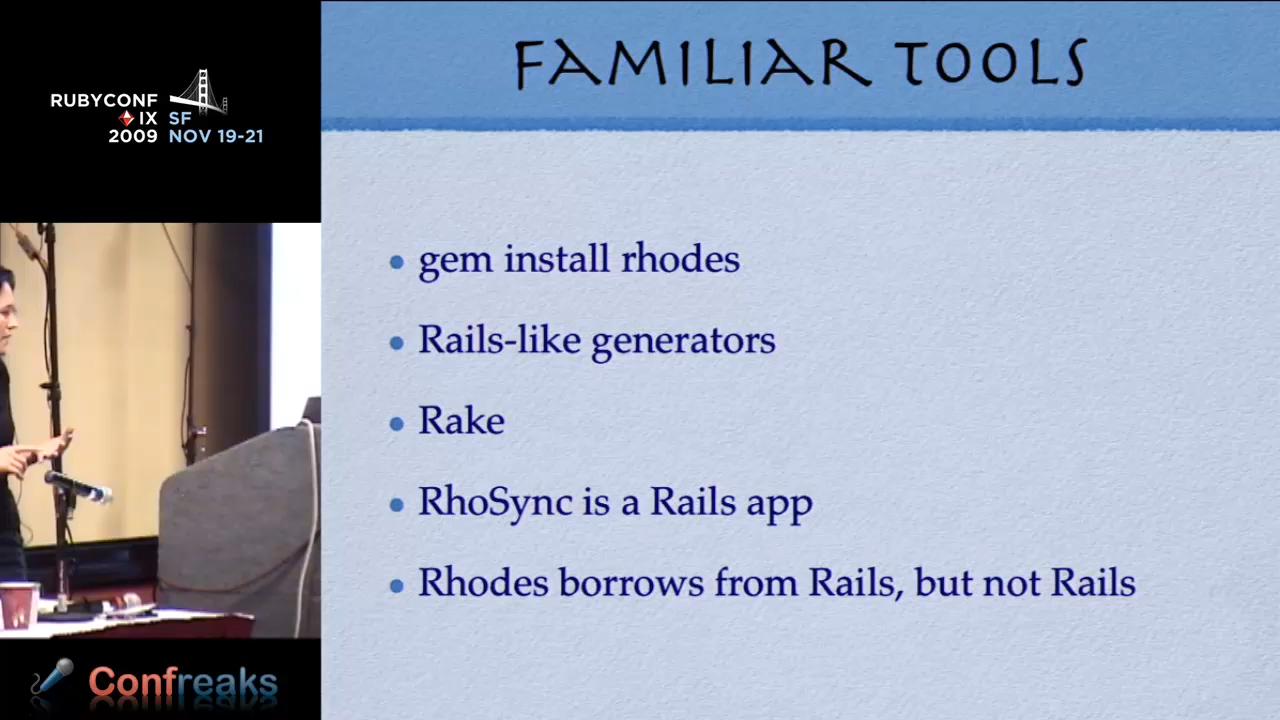 RUBYCONF
IX SF
2009 NOV 19-21
FAMILIAR TOOLS
• gem install rhodes
• Rails-like generators
• Rake
• RhoSync is a Rails app
• Rhodes borrows from Rails, but not Rails
Confreaks